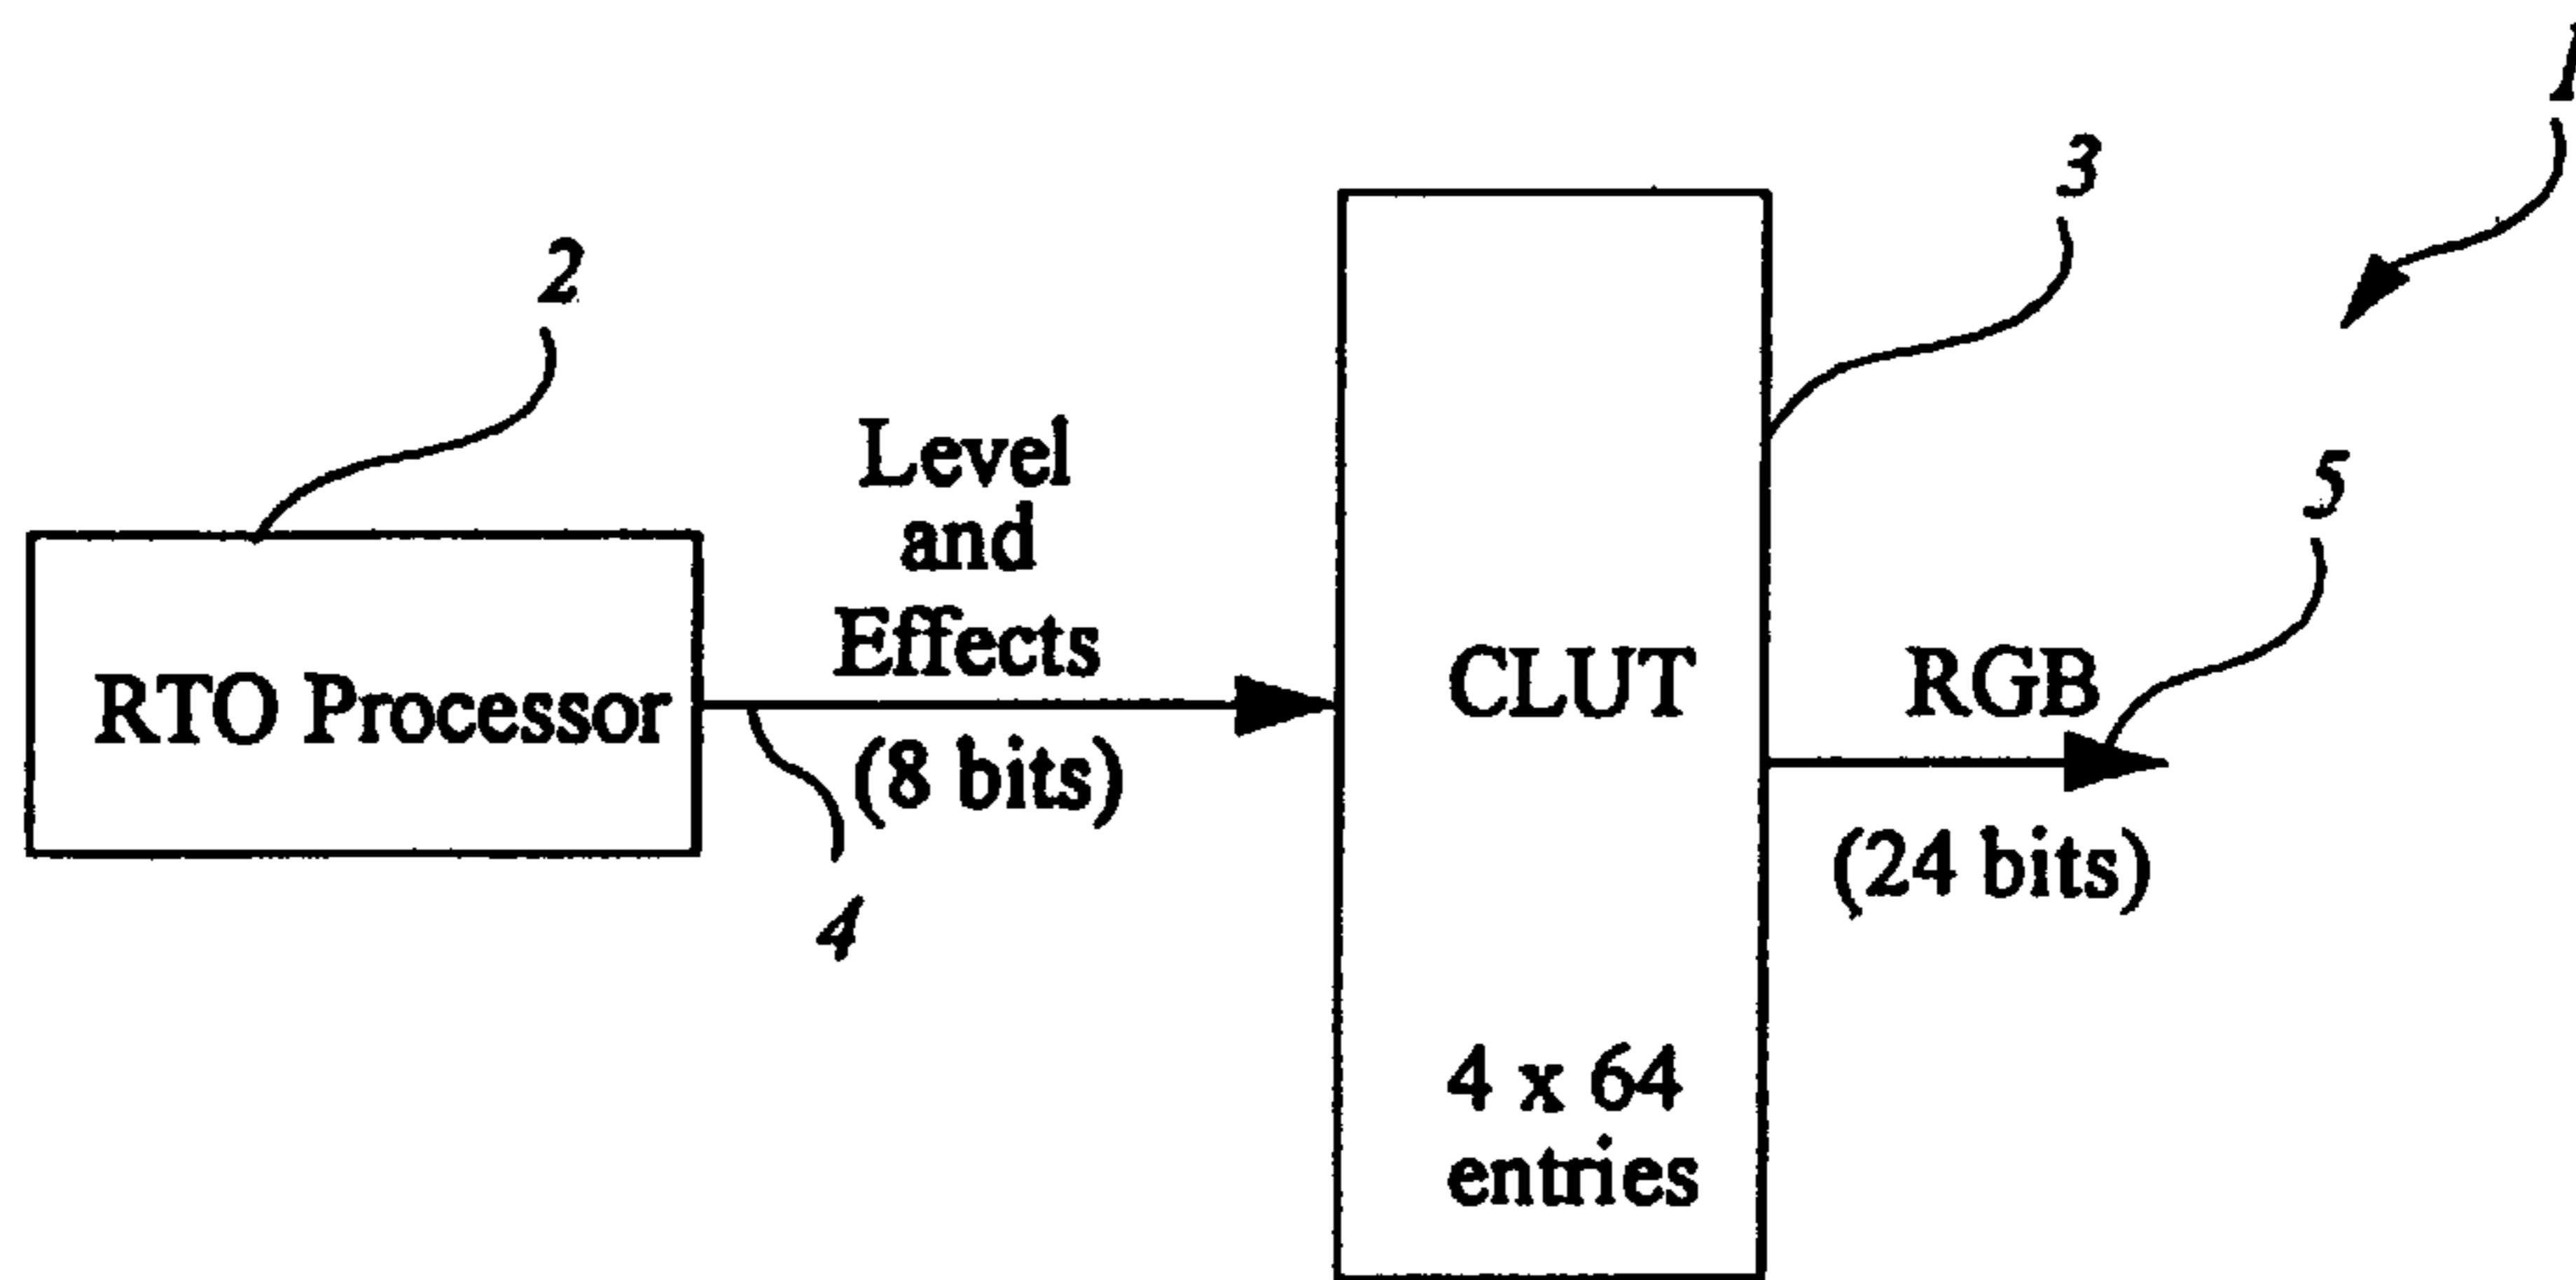 1
3
2
Level
and
Effects
5
RTO Processor
CLUT
RGB
(8 bits)
(24 bits)
4
4 x 64
entries